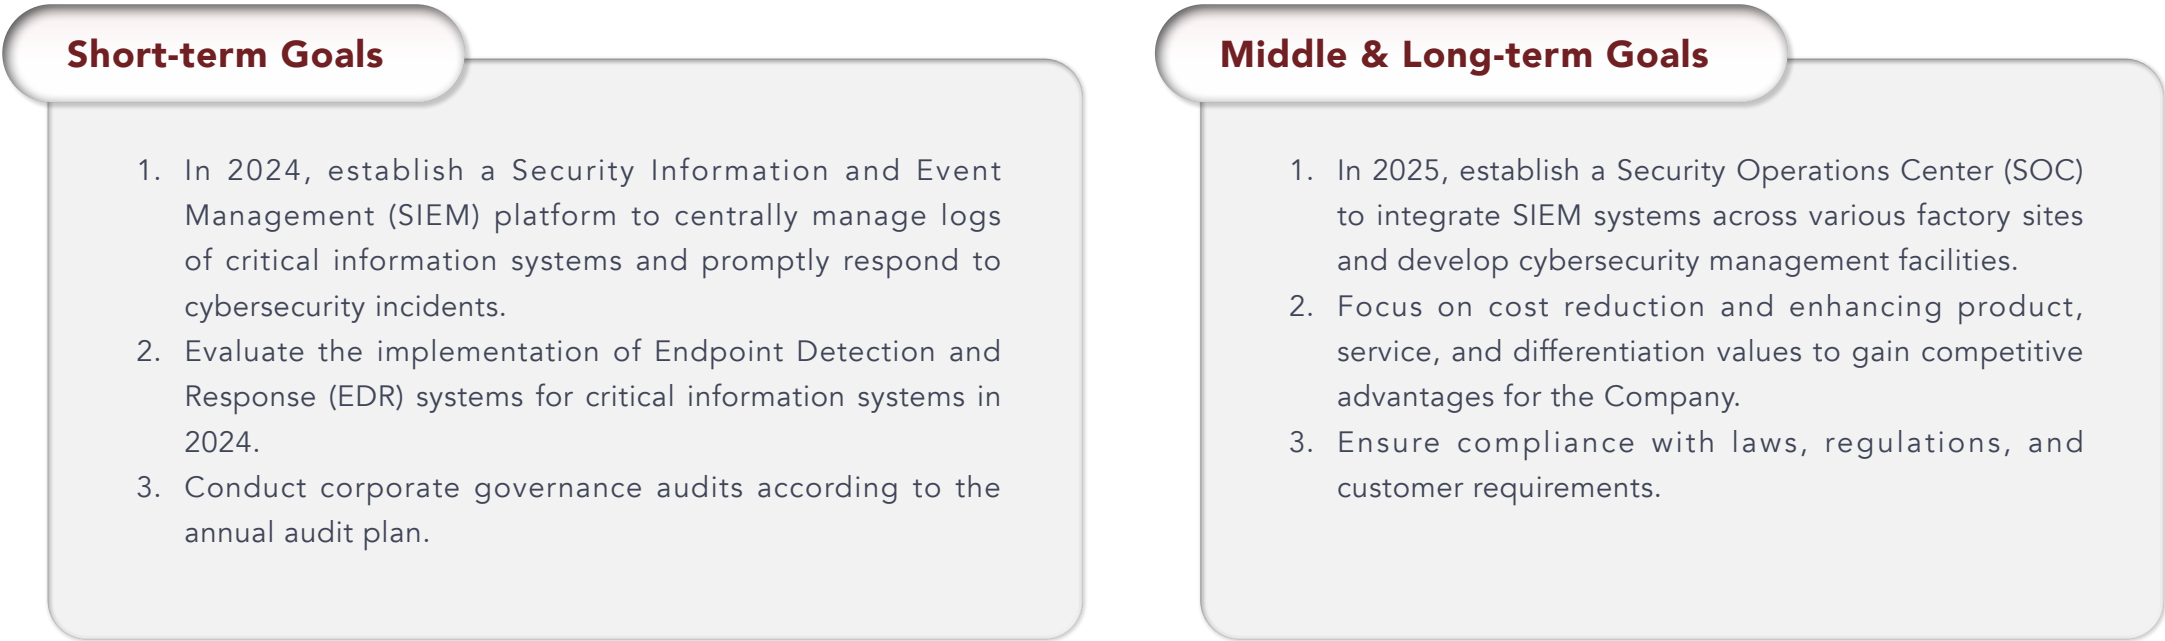 Short-term Goals
1. In 2024, establish a Security Information and Event
Management (SIEM) platform to centrally manage logs
of critical information systems and promptly respond to
cybersecurity incidents.
2. Evaluate the implementation of Endpoint Detection and
Response (EDR) systems for critical information systems in
2024.
3. Conduct corporate governance audits according to the
annual audit plan.
Middle & Long-term Goals
1. In 2025, establish a Security Operations Center (SOC)
to integrate SIEM systems across various factory sites
and develop cybersecurity management facilities.
2. Focus on cost reduction and enhancing product,
service, and differentiation values to gain competitive
advantages for the Company.
3. Ensure compliance with laws, regulations, and
customer requirements.